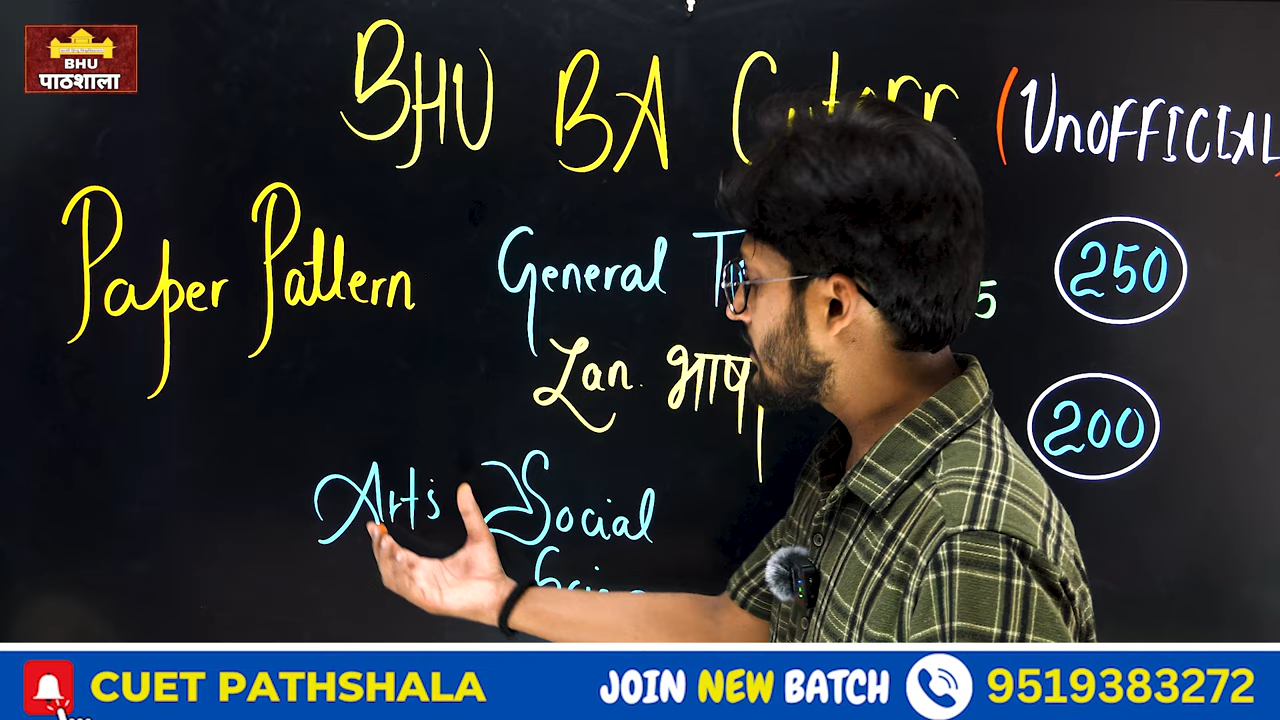 BHU
पाठशाला
BHU BA (UNOFFICIAL
Paper Pattern General
5 250
Lan. भाषा
200
Arts Social
CUET PATHSHALA JOIN NEW BATCH 9519383272